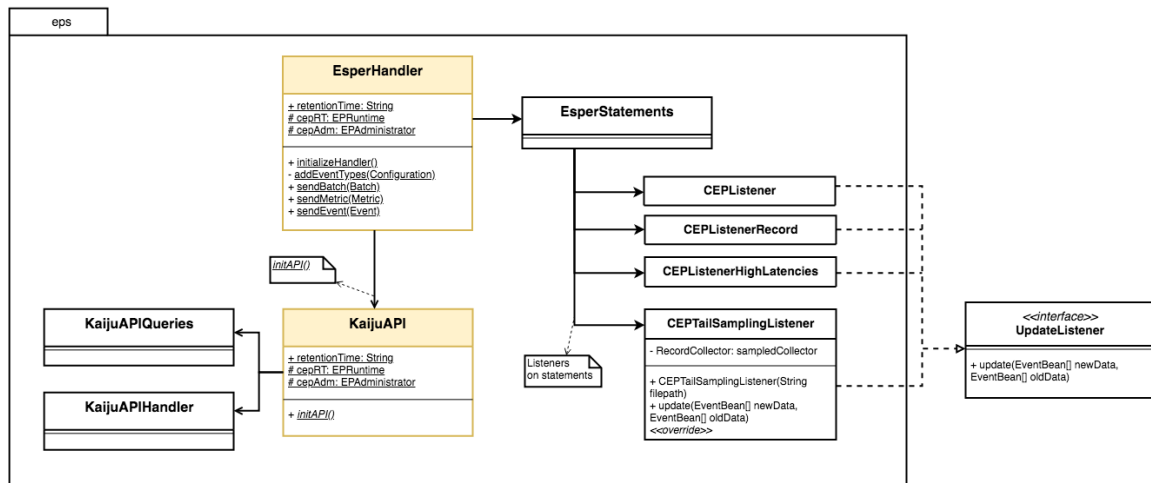 eps
EsperHandler
+ retentionTime: String
# cepRT: EPRuntime
# cepAdm: EPAdministrator
+ initializeHandler()
- addEventTypes(Configuration)
+ sendBatch(Batch)
+ sendMetric(Metric)
+ sendEvent(Event)
EsperStatements
CEPListener
CEPListenerRecord
CEPListenerHighLatencies
initAPI()
KaijuAPIQueries
KaijuAPI
+ retentionTime: String
# cepRT: EPRuntime
# cepAdm: EPAdministrator
+ initAPI()
KaijuAPIHandler
Listeners
on statements
CEPTailSamplingListener
- RecordCollector: sampledCollector
+ CEPTailSamplingListener(String
filepath)
+ update(EventBean[] newData,
EventBean[] oldData)
<<override>>
<<interface>>
UpdateListener
+ update(EventBean[] newData,
EventBean[] oldData)